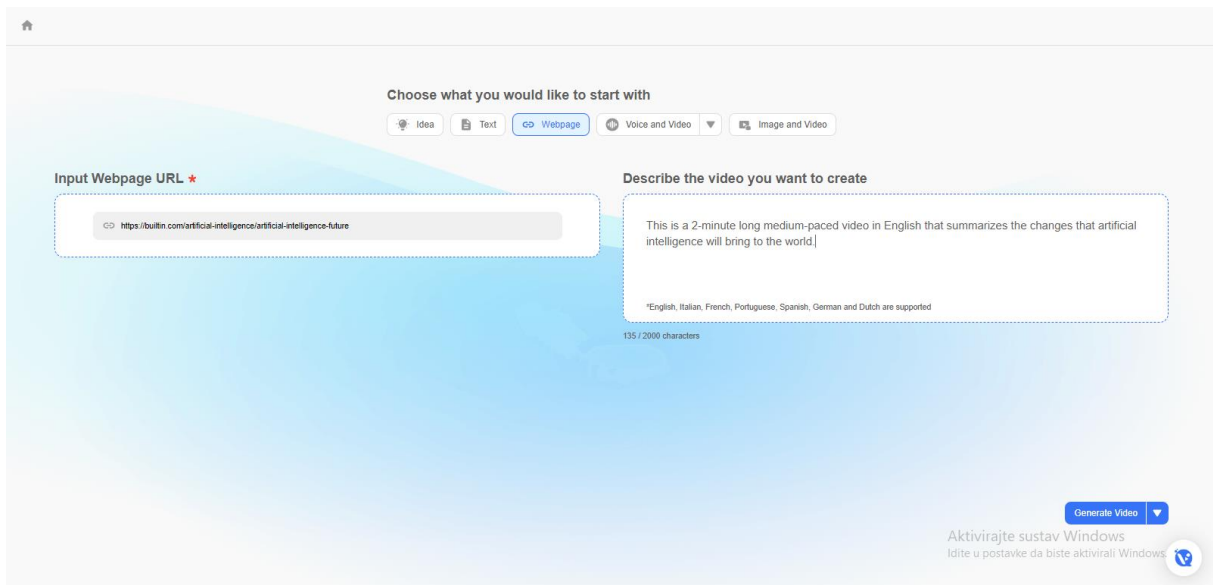 Choose what you would like to start with
Idea
Text
Webpage
Voice and Video
Image and Video
Input Webpage URL *
https://builtin.com/artificial-intelligence/artificial-intelligence-future
Describe the video you want to create
This is a 2-minute long medium-paced video in English that summarizes the changes that artificial
intelligence will bring to the world.
*English, Italian, French, Portuguese, Spanish, German and Dutch are supported
135 / 2000 characters
Generate Video
Aktivirajte sustav Windows
Idite u postavke da biste aktivirali Windows.